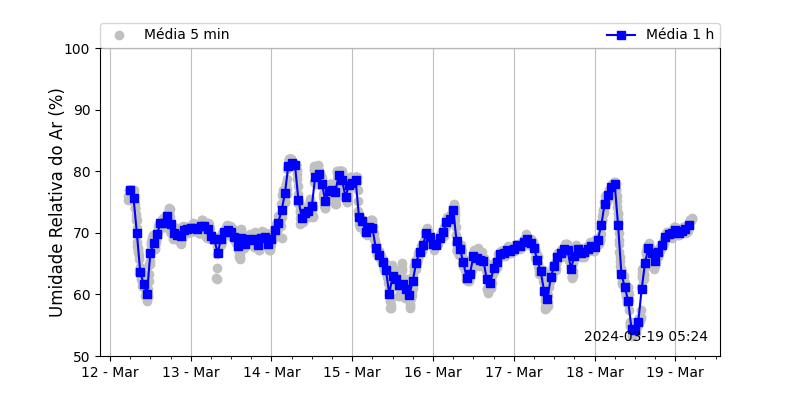 Média 5 min
Média 1 h
Umidade Relativa do Ar (%)
100
90
80
70
60
50
2024-03-19 05:24
12 - Mar
13 - Mar
14 - Mar
15 - Mar
16 - Mar
17 - Mar
18 - Mar
19 - Mar